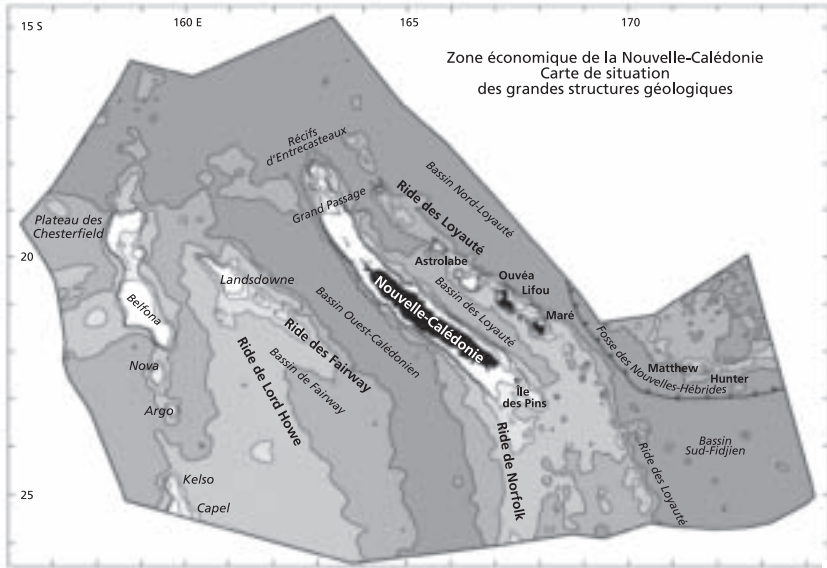 15 S
160 E
165
170
Zone économique de la Nouvelle-Calédonie
Carte de situation
des grandes structures géologiques
Récifs
d'Entrecasteaux
Bassin Nord-Loyauté
Grand Passage
Ride des Loyauté
Plateau des
Chesterfield
20
Astrolabe
Ouvéa
Landsdowne
Lifou
Nouvelle-Calédonie
Bassin des Loyauté
Belfona
Maré
Bassin Ouest-Calédonien
Ride des Fairway
Fosse des Nouvelles-Hébrides
Ride de Lord Howe
Bassin de Fairway
Nova
Matthew
Hunter
Île
des Pins
Argo
Ride de Norfolk
Ride des Loyauté
Bassin
Sud-Fidjien
Kelso
25
Capel